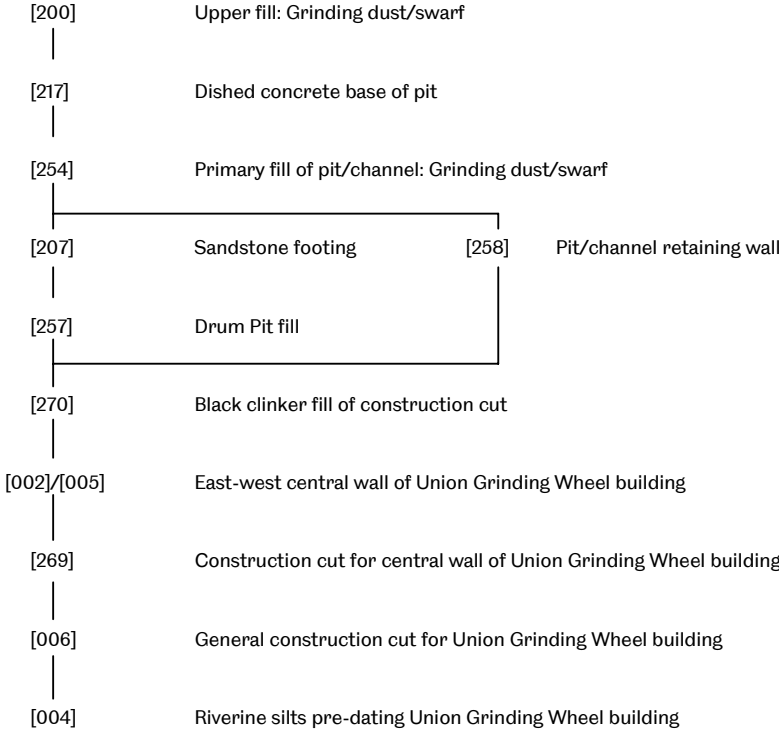 [200] Upper fill: Grinding dust/swarf
[217] Dished concrete base of pit
[254] Primary fill of pit/channel: Grinding dust/swarf
[207] Sandstone footing [258] Pit/channel retaining wall
[257] Drum Pit fill
[270] Black clinker fill of construction cut
[002]/[005] East-west central wall of Union Grinding Wheel building
[269] Construction cut for central wall of Union Grinding Wheel building
[006] General construction cut for Union Grinding Wheel building
[004] Riverine silts pre-dating Union Grinding Wheel building